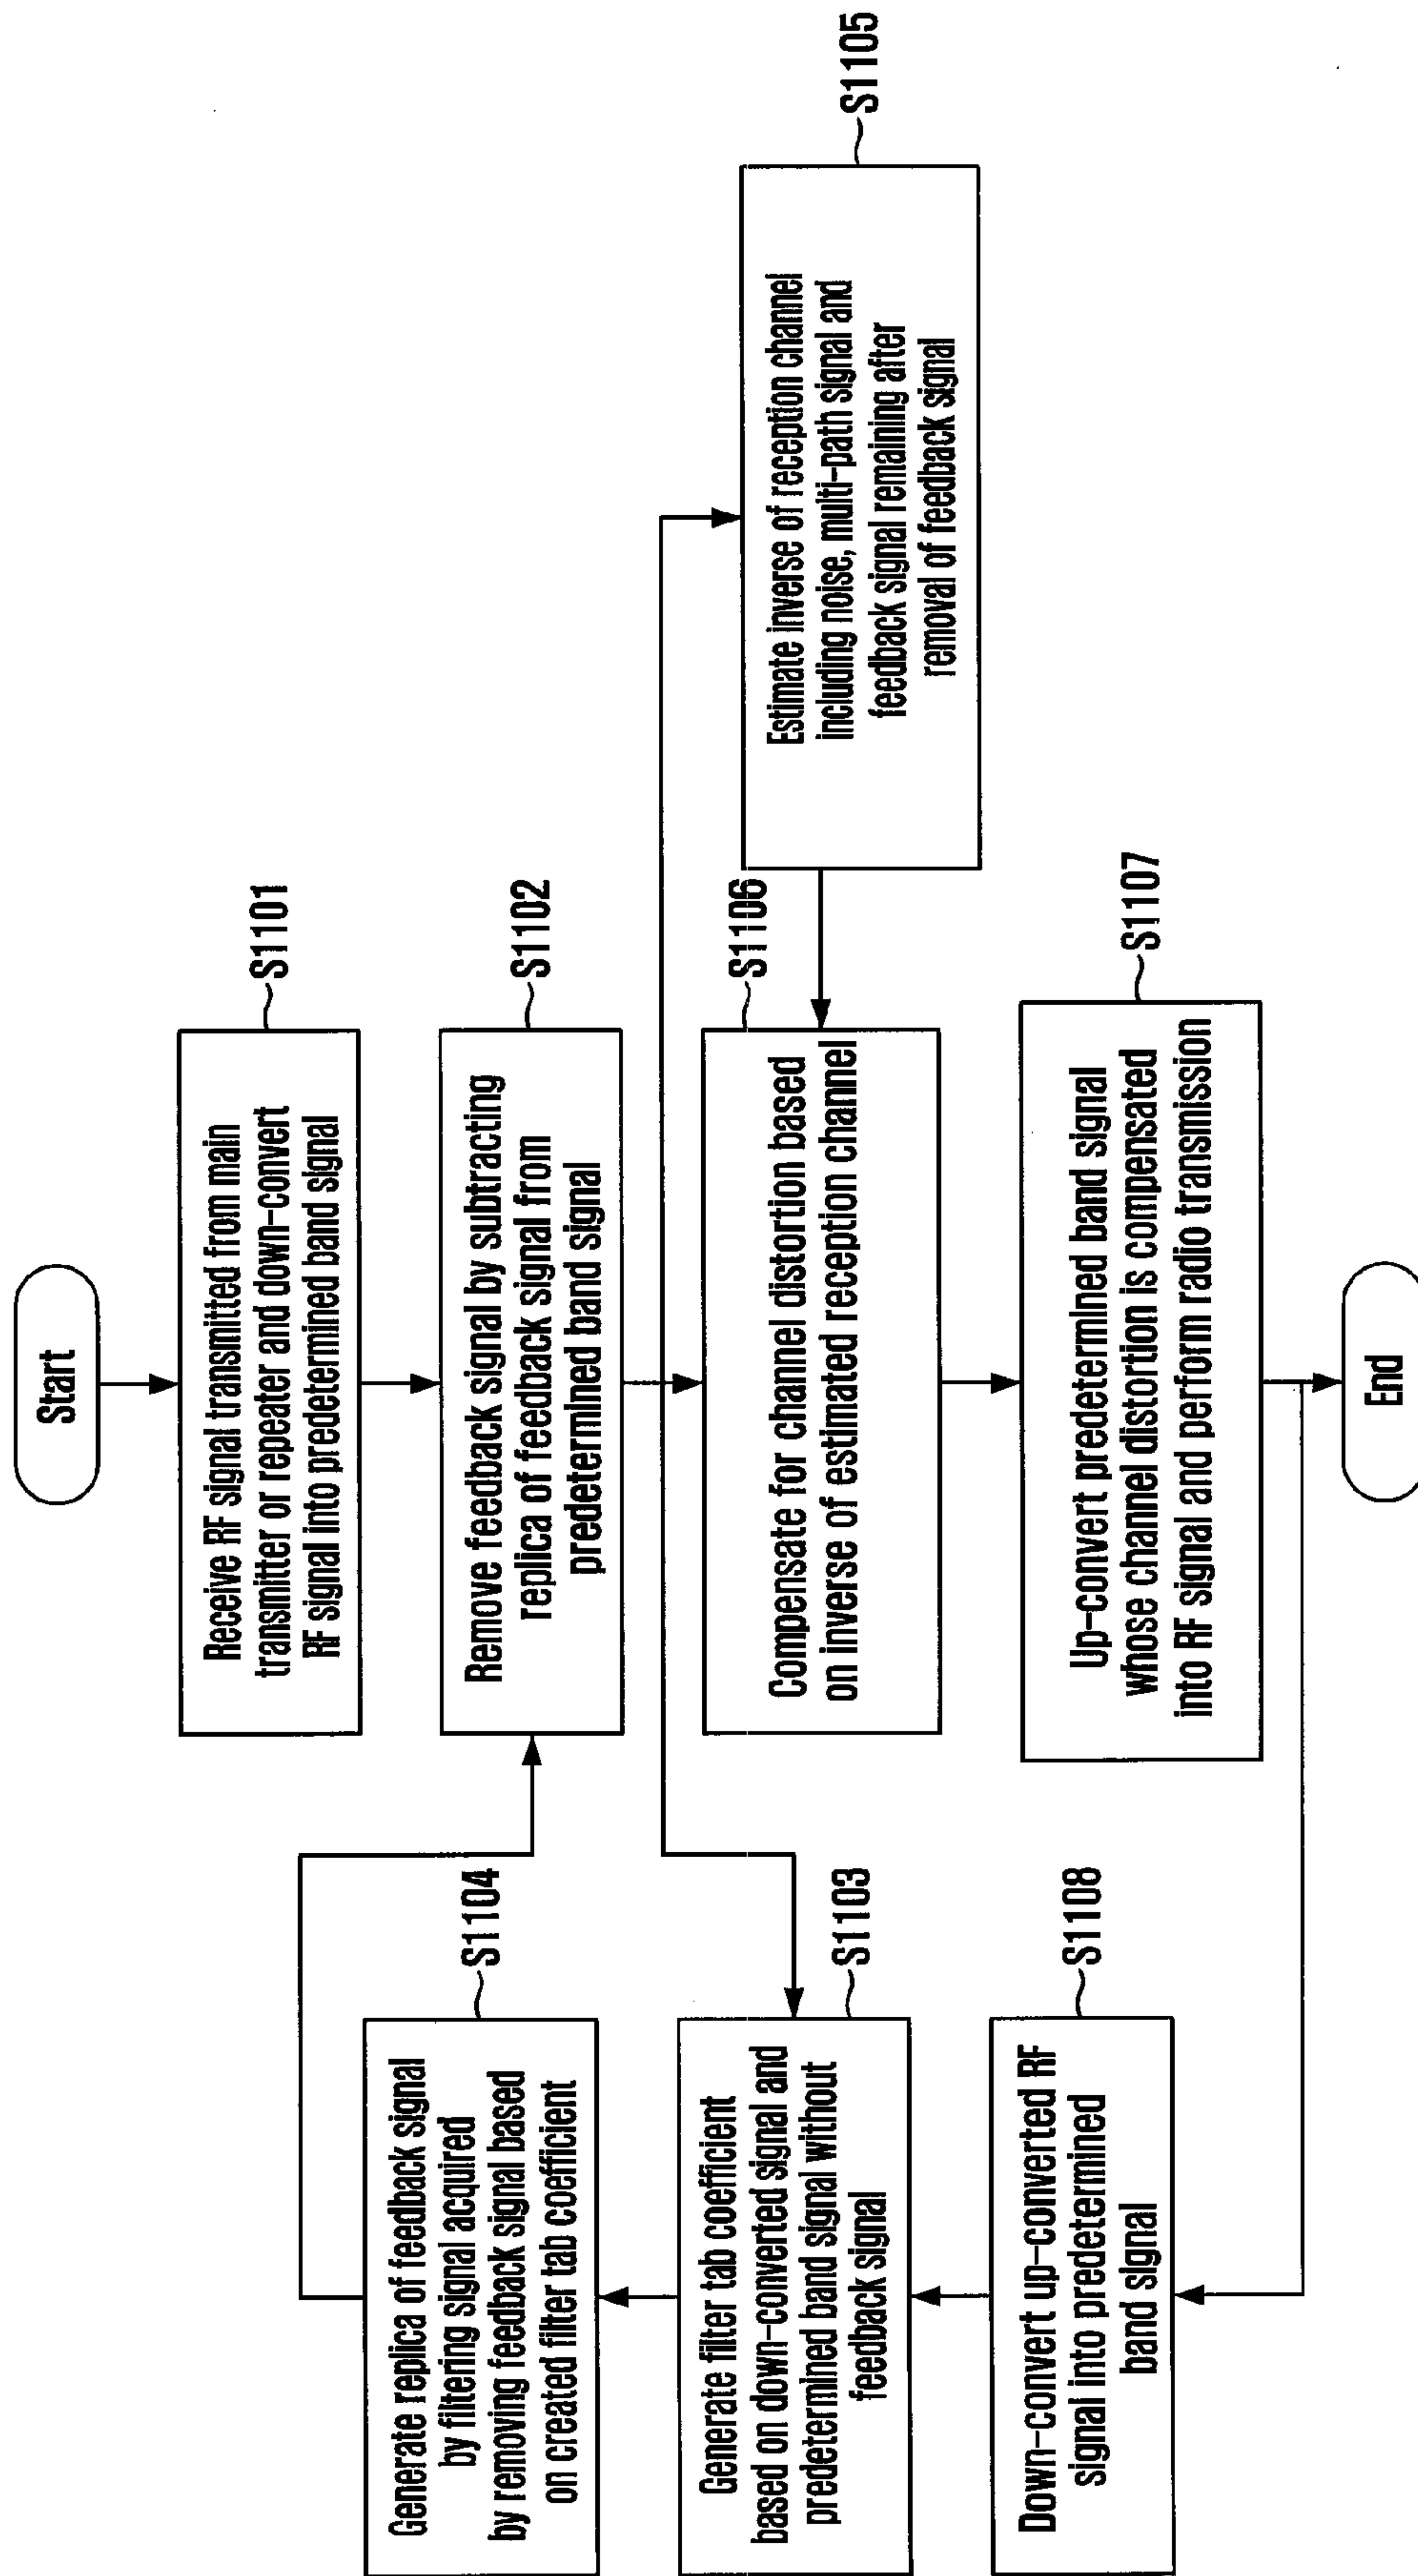 Start
Receive RF signal transmitted from main
transmitter or repeater and down-convert
RF signal into predetermined band signal
S1101
Remove feedback signal by subtracting
replica of feedback signal from
predetermined band signal
S1102
Generate replica of feedback signal
by filtering signal acquired
by removing feedback signal based
on created filter tab coefficient
S1104
Generate filter tab coefficient
based on down-converted signal and
predetermined band signal without
feedback signal
S1103
Compensate for channel distortion based
on inverse of estimated reception channel
S1106
Estimate inverse of reception channel
including noise, multi-path signal and
feedback signal remaining after
removal of feedback signal
S1105
Up-convert predetermined band signal
whose channel distortion is compensated
into RF signal and perform radio transmission
S1107
Down-convert up-converted RF
signal into predetermined
band signal
S1108
End